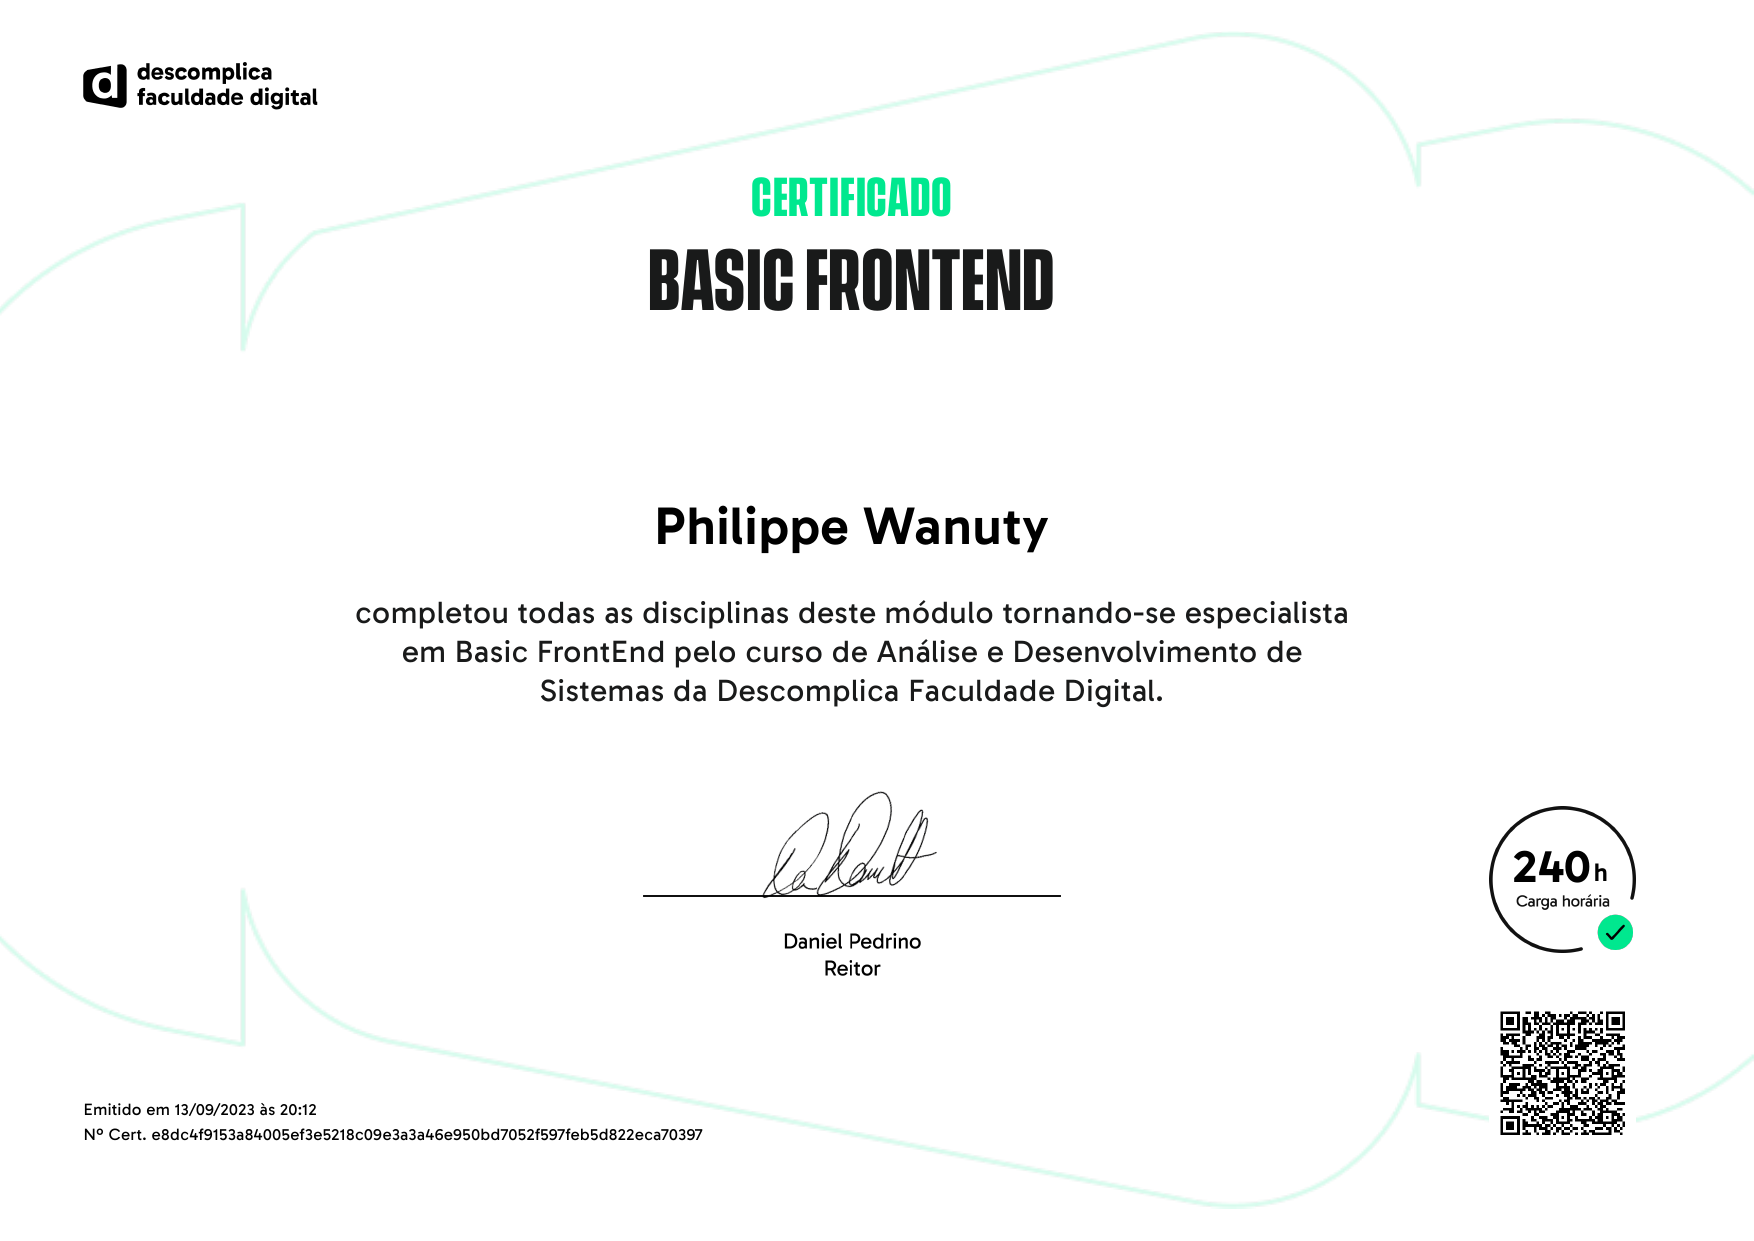 descomplica
faculdade digital
CERTIFICADO
BASIC FRONTEND
Philippe Wanuty
completou todas as disciplinas deste módulo tornando-se especialista
em Basic FrontEnd pelo curso de Análise e Desenvolvimento de
Sistemas da Descomplica Faculdade Digital.
240h
Carga horária
Daniel Pedrino
Reitor
Emitido em 13/09/2023 às 20:12
Nº Cert. e8dc4f9153a84005ef3e5218c09e3a3a46e950bd7052f597feb5d822eca70397